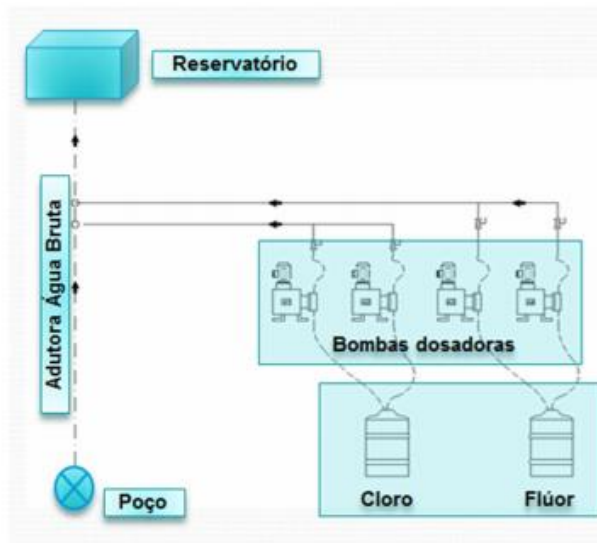 Reservatório
Adutora Água Bruta
Bombas dosadoras
Cloro
Flúor
Poço